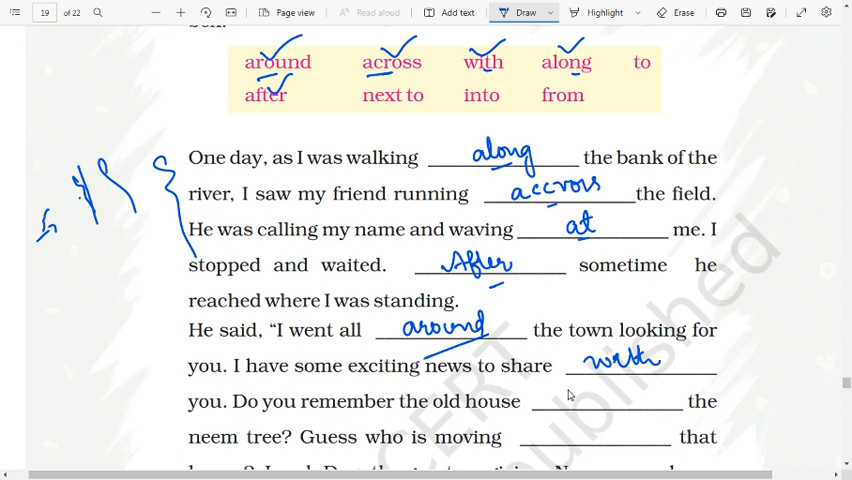 19 of 22
Page view
Read aloud
Add text
Draw
Highlight
Erase
around across with along to
after next to into from
One day, as I was walking along the bank of the
river, I saw my friend running accross the field.
He was calling my name and waving at me. I
stopped and waited. After sometime he
reached where I was standing.
He said, "I went all around the town looking for
you. I have some exciting news to share with
you. Do you remember the old house the
neem tree? Guess who is moving that
published